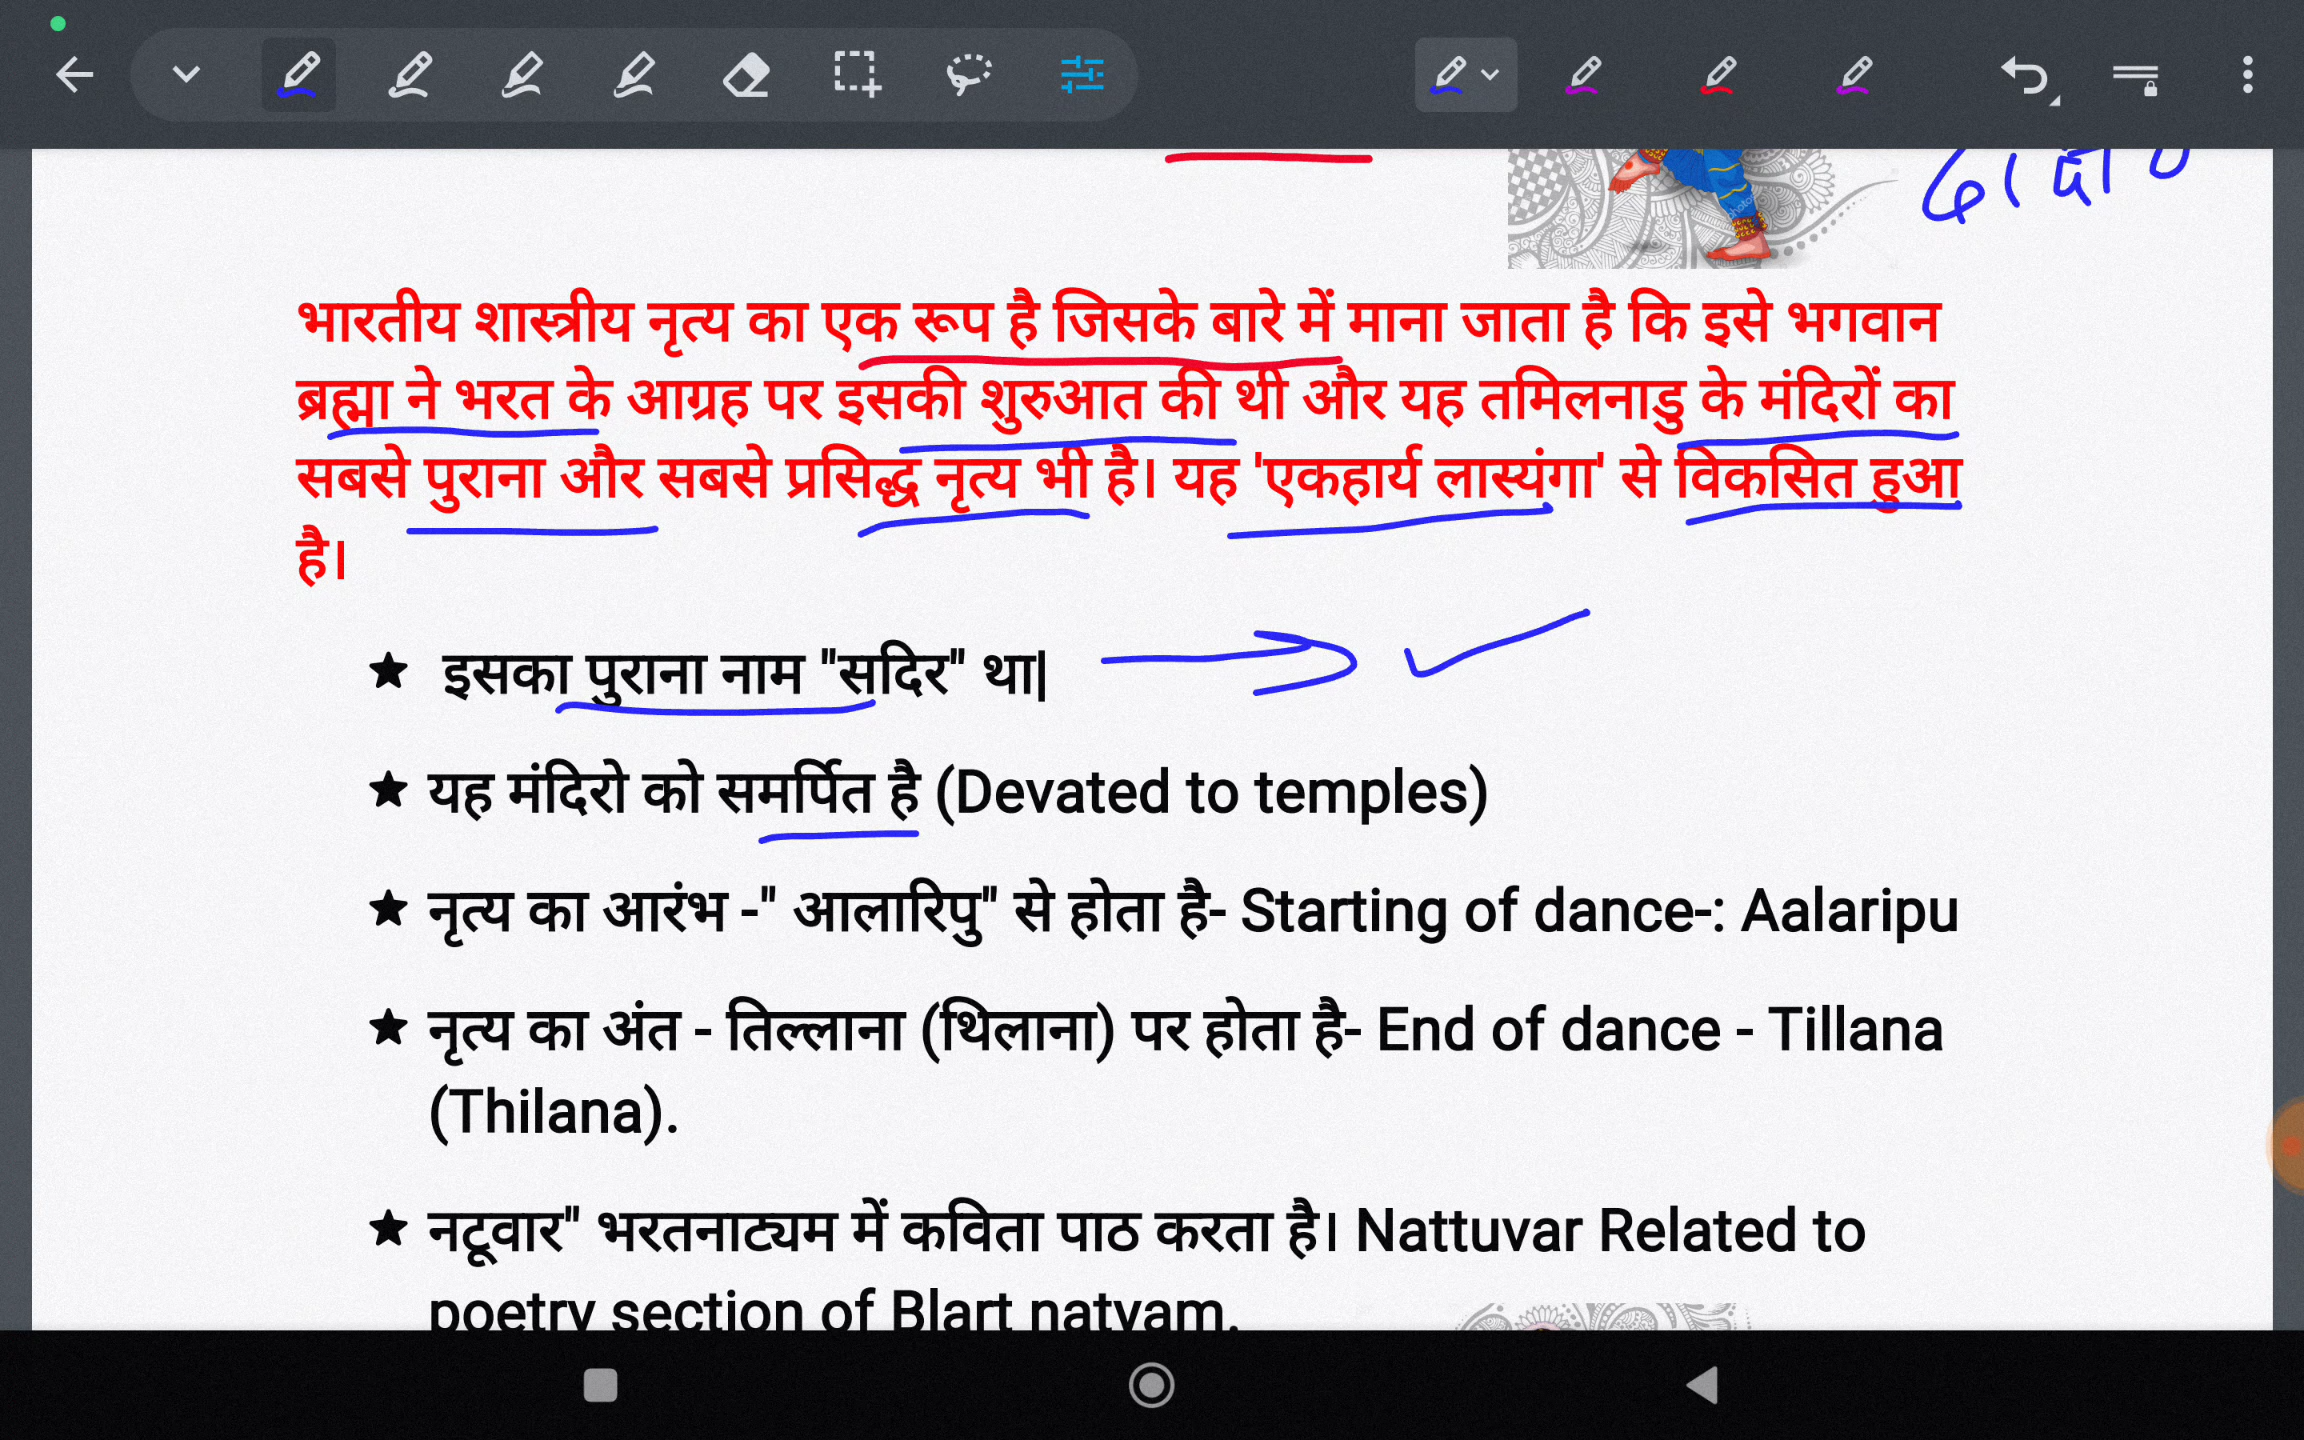 भारतीय शास्त्रीय नृत्य का एक रूप है जिसके बारे में माना जाता है कि इसे भगवान
ब्रह्मा ने भरत के आग्रह पर इसकी शुरुआत की थी और यह तमिलनाडु के मंदिरों का
सबसे पुराना और सबसे प्रसिद्ध नृत्य भी है। यह 'एकहार्य लास्यंगा' से विकसित हुआ
है।
★ इसका पुराना नाम "सदिर" था|
★ यह मंदिरो को समर्पित है (Devated to temples)
★ नृत्य का आरंभ -" आलारिपु" से होता है- Starting of dance-: Aalaripu
★ नृत्य का अंत - तिल्लाना (थिलाना) पर होता है- End of dance - Tillana
(Thilana).
★ नटूवार" भरतनाट्यम में कविता पाठ करता है। Nattuvar Related to
poetry section of Blart natyam.